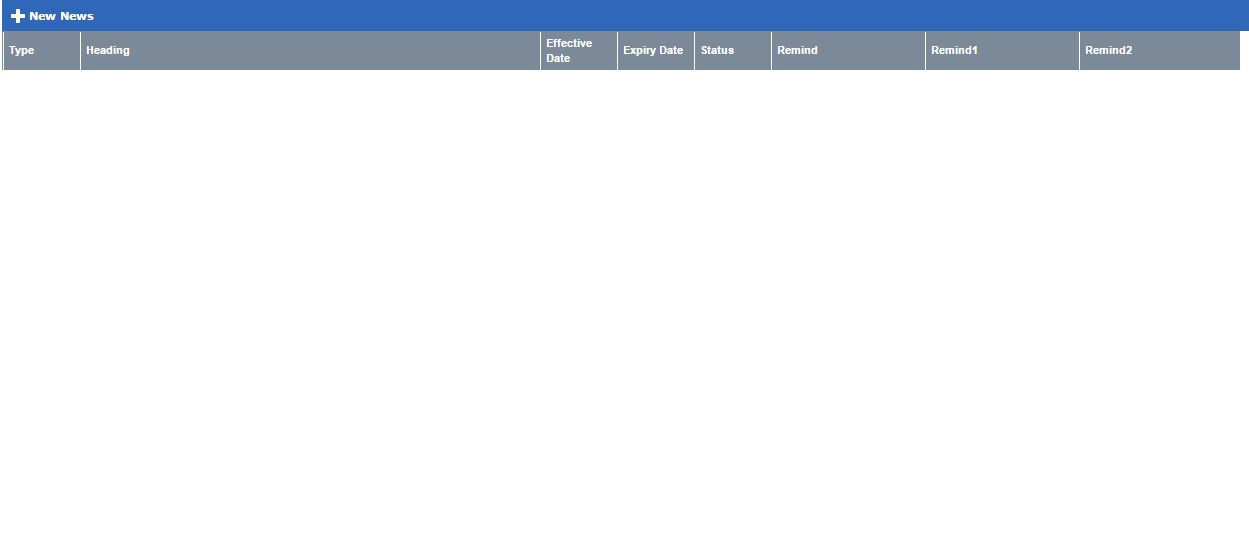 New News
Type
Heading
Effective
Date
Expiry Date
Status
Remind
Remind1
Remind2